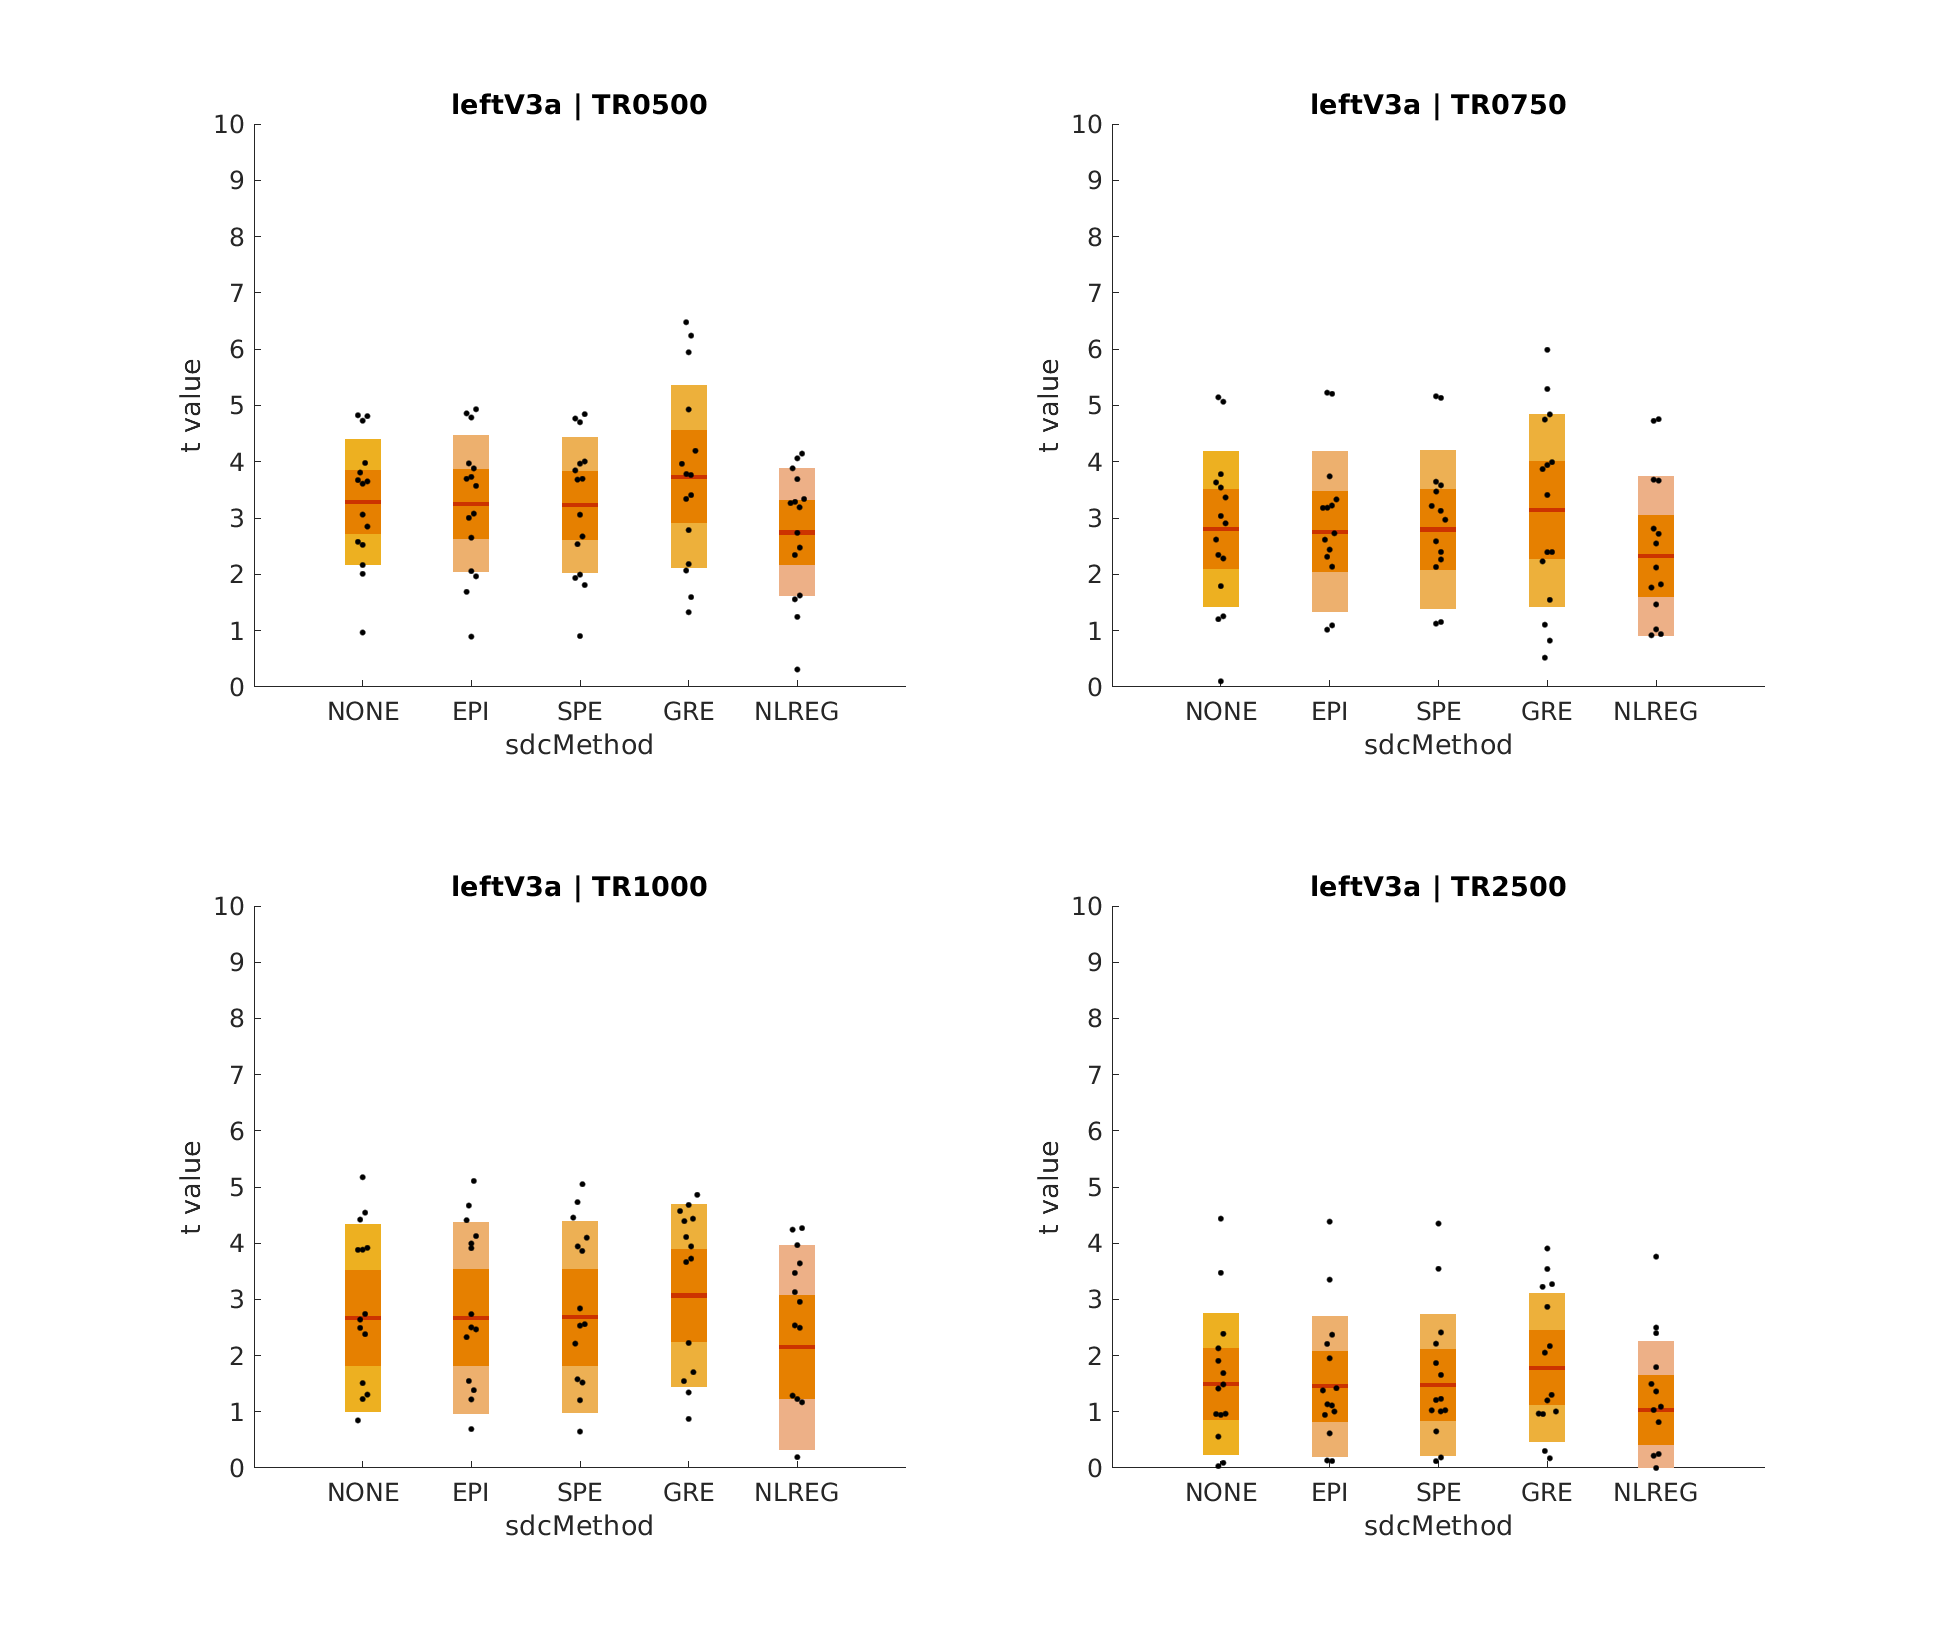 leftV3a | TR0500
10
9
8
7
6
5
4
3
2
1
0
t value
NONE EPI SPE GRE NLREG
sdcMethod
leftV3a | TR0750
10
9
8
7
6
5
4
3
2
1
0
t value
NONE EPI SPE GRE NLREG
sdcMethod
leftV3a | TR1000
10
9
8
7
6
5
4
3
2
1
0
t value
NONE EPI SPE GRE NLREG
sdcMethod
leftV3a | TR2500
10
9
8
7
6
5
4
3
2
1
0
t value
NONE EPI SPE GRE NLREG
sdcMethod